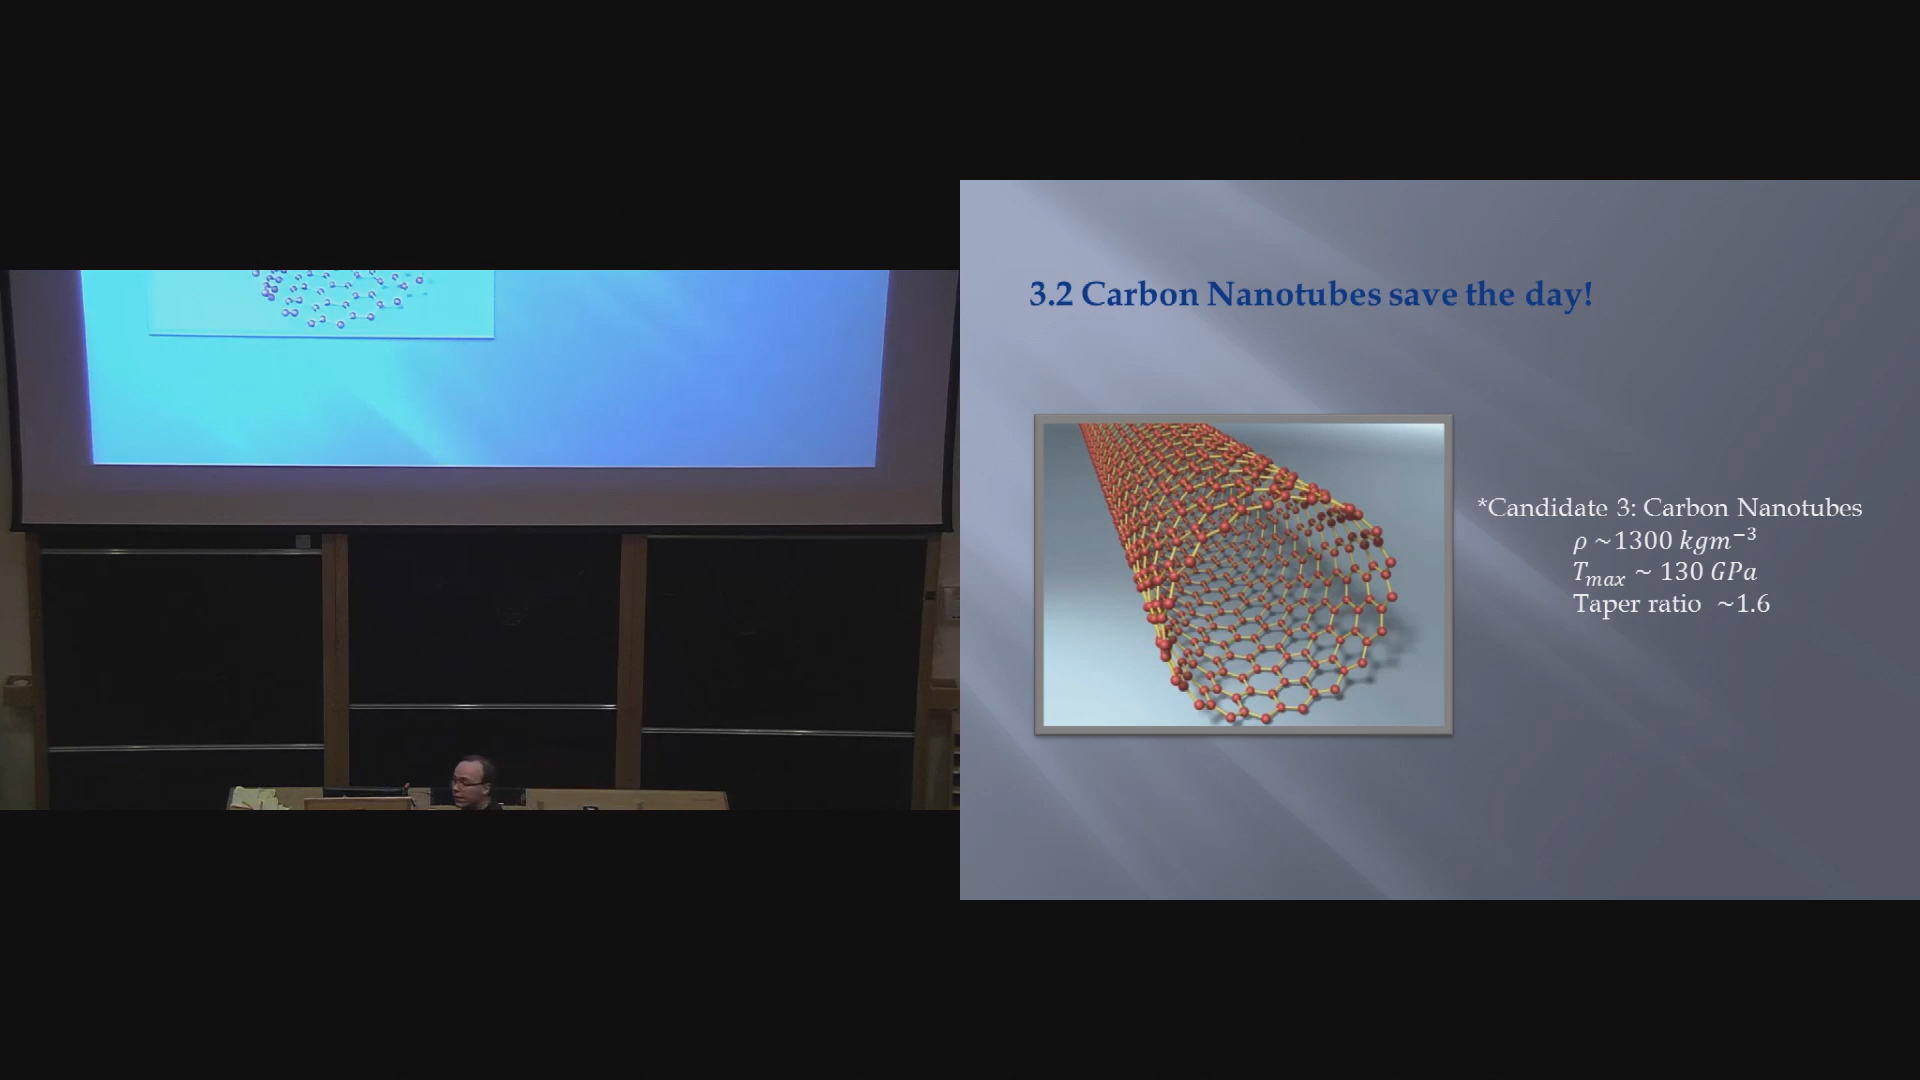 3.2 Carbon Nanotubes save the day!
*Candidate 3: Carbon Nanotubes
ρ ~1300 kgm⁻³
Tₘₐₓ ~ 130 GPa
Taper ratio ~1.6